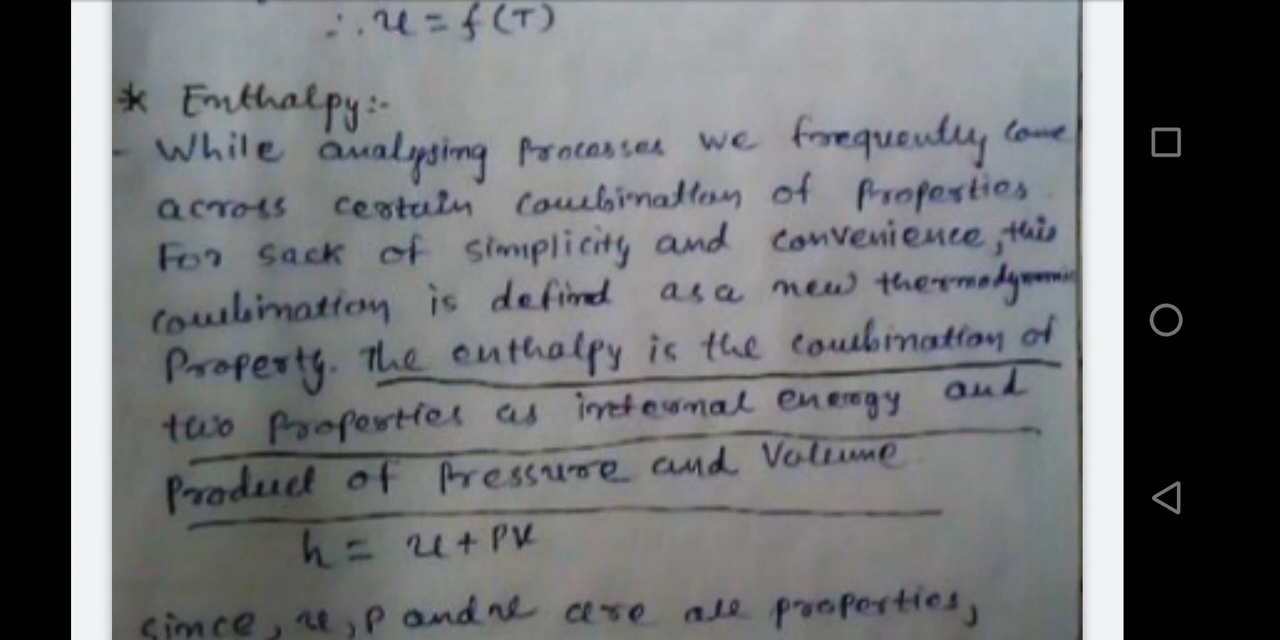 ∴ u = f(T)
* Enthalpy:-
- While analysing Processes we frequently come
across certain combination of Properties.
For sack of simplicity and convenience, this
combination is defind as a new thermodynamic
Property. The enthalpy is the combination of
two Properties as internal energy and
Product of Pressure and Volume
h = u + Pv
since, u, p and v are all properties,